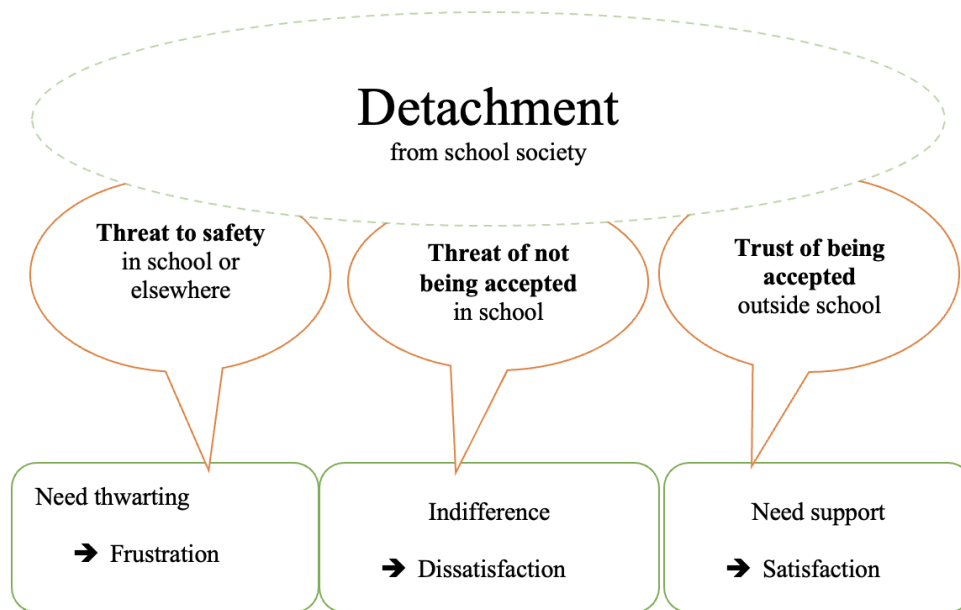 Detachment
from school society
Threat to safety
in school or
elsewhere
Threat of not
being accepted
in school
Trust of being
accepted
outside school
Need thwarting
➔ Frustration
Indifference
➔ Dissatisfaction
Need support
➔ Satisfaction